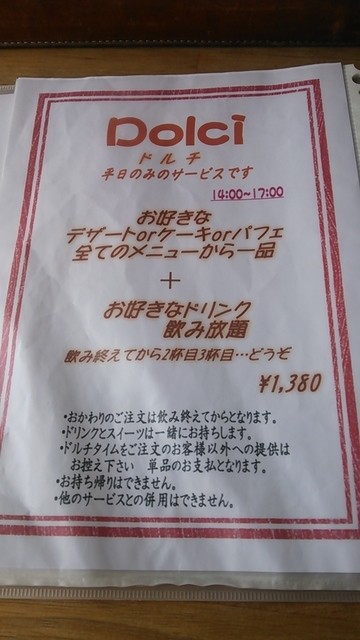 Dolci
ドルチ
平日のみのサービスです
14:00~17:00
お好きな
デザートorケーキorパフェ
全てのメニューから一品
＋
お好きなドリンク
飲み放題
飲み終えてから2杯目3杯目…どうぞ
¥1,380
・おかわりのご注文は飲み終えてからとなります。
・ドリンクとスイーツは一緒にお持ちします。
・ドルチタイムをご注文のお客様以外への提供は
お控え下さい 単品のお支払となります。
・お持ち帰りはできません。
・他のサービスとの併用はできません。